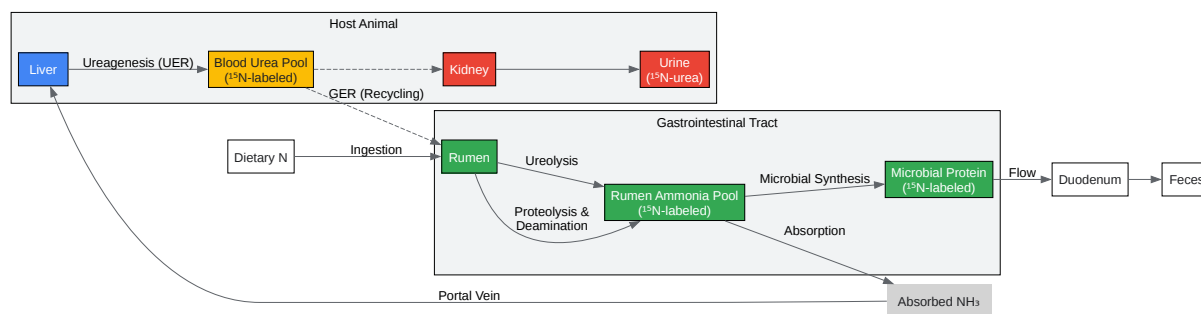 Host Animal
Liver
Ureagenesis (UER)
Blood Urea Pool
(¹⁵N-labeled)
Kidney
Urine
(¹⁵N-urea)
GER (Recycling)
Gastrointestinal Tract
Dietary N
Ingestion
Rumen
Ureolysis
Proteolysis &
Deamination
Rumen Ammonia Pool
(¹⁵N-labeled)
Microbial Synthesis
Microbial Protein
(¹⁵N-labeled)
Flow
Duodenum
Feces
Absorption
Absorbed NH₃
Portal Vein